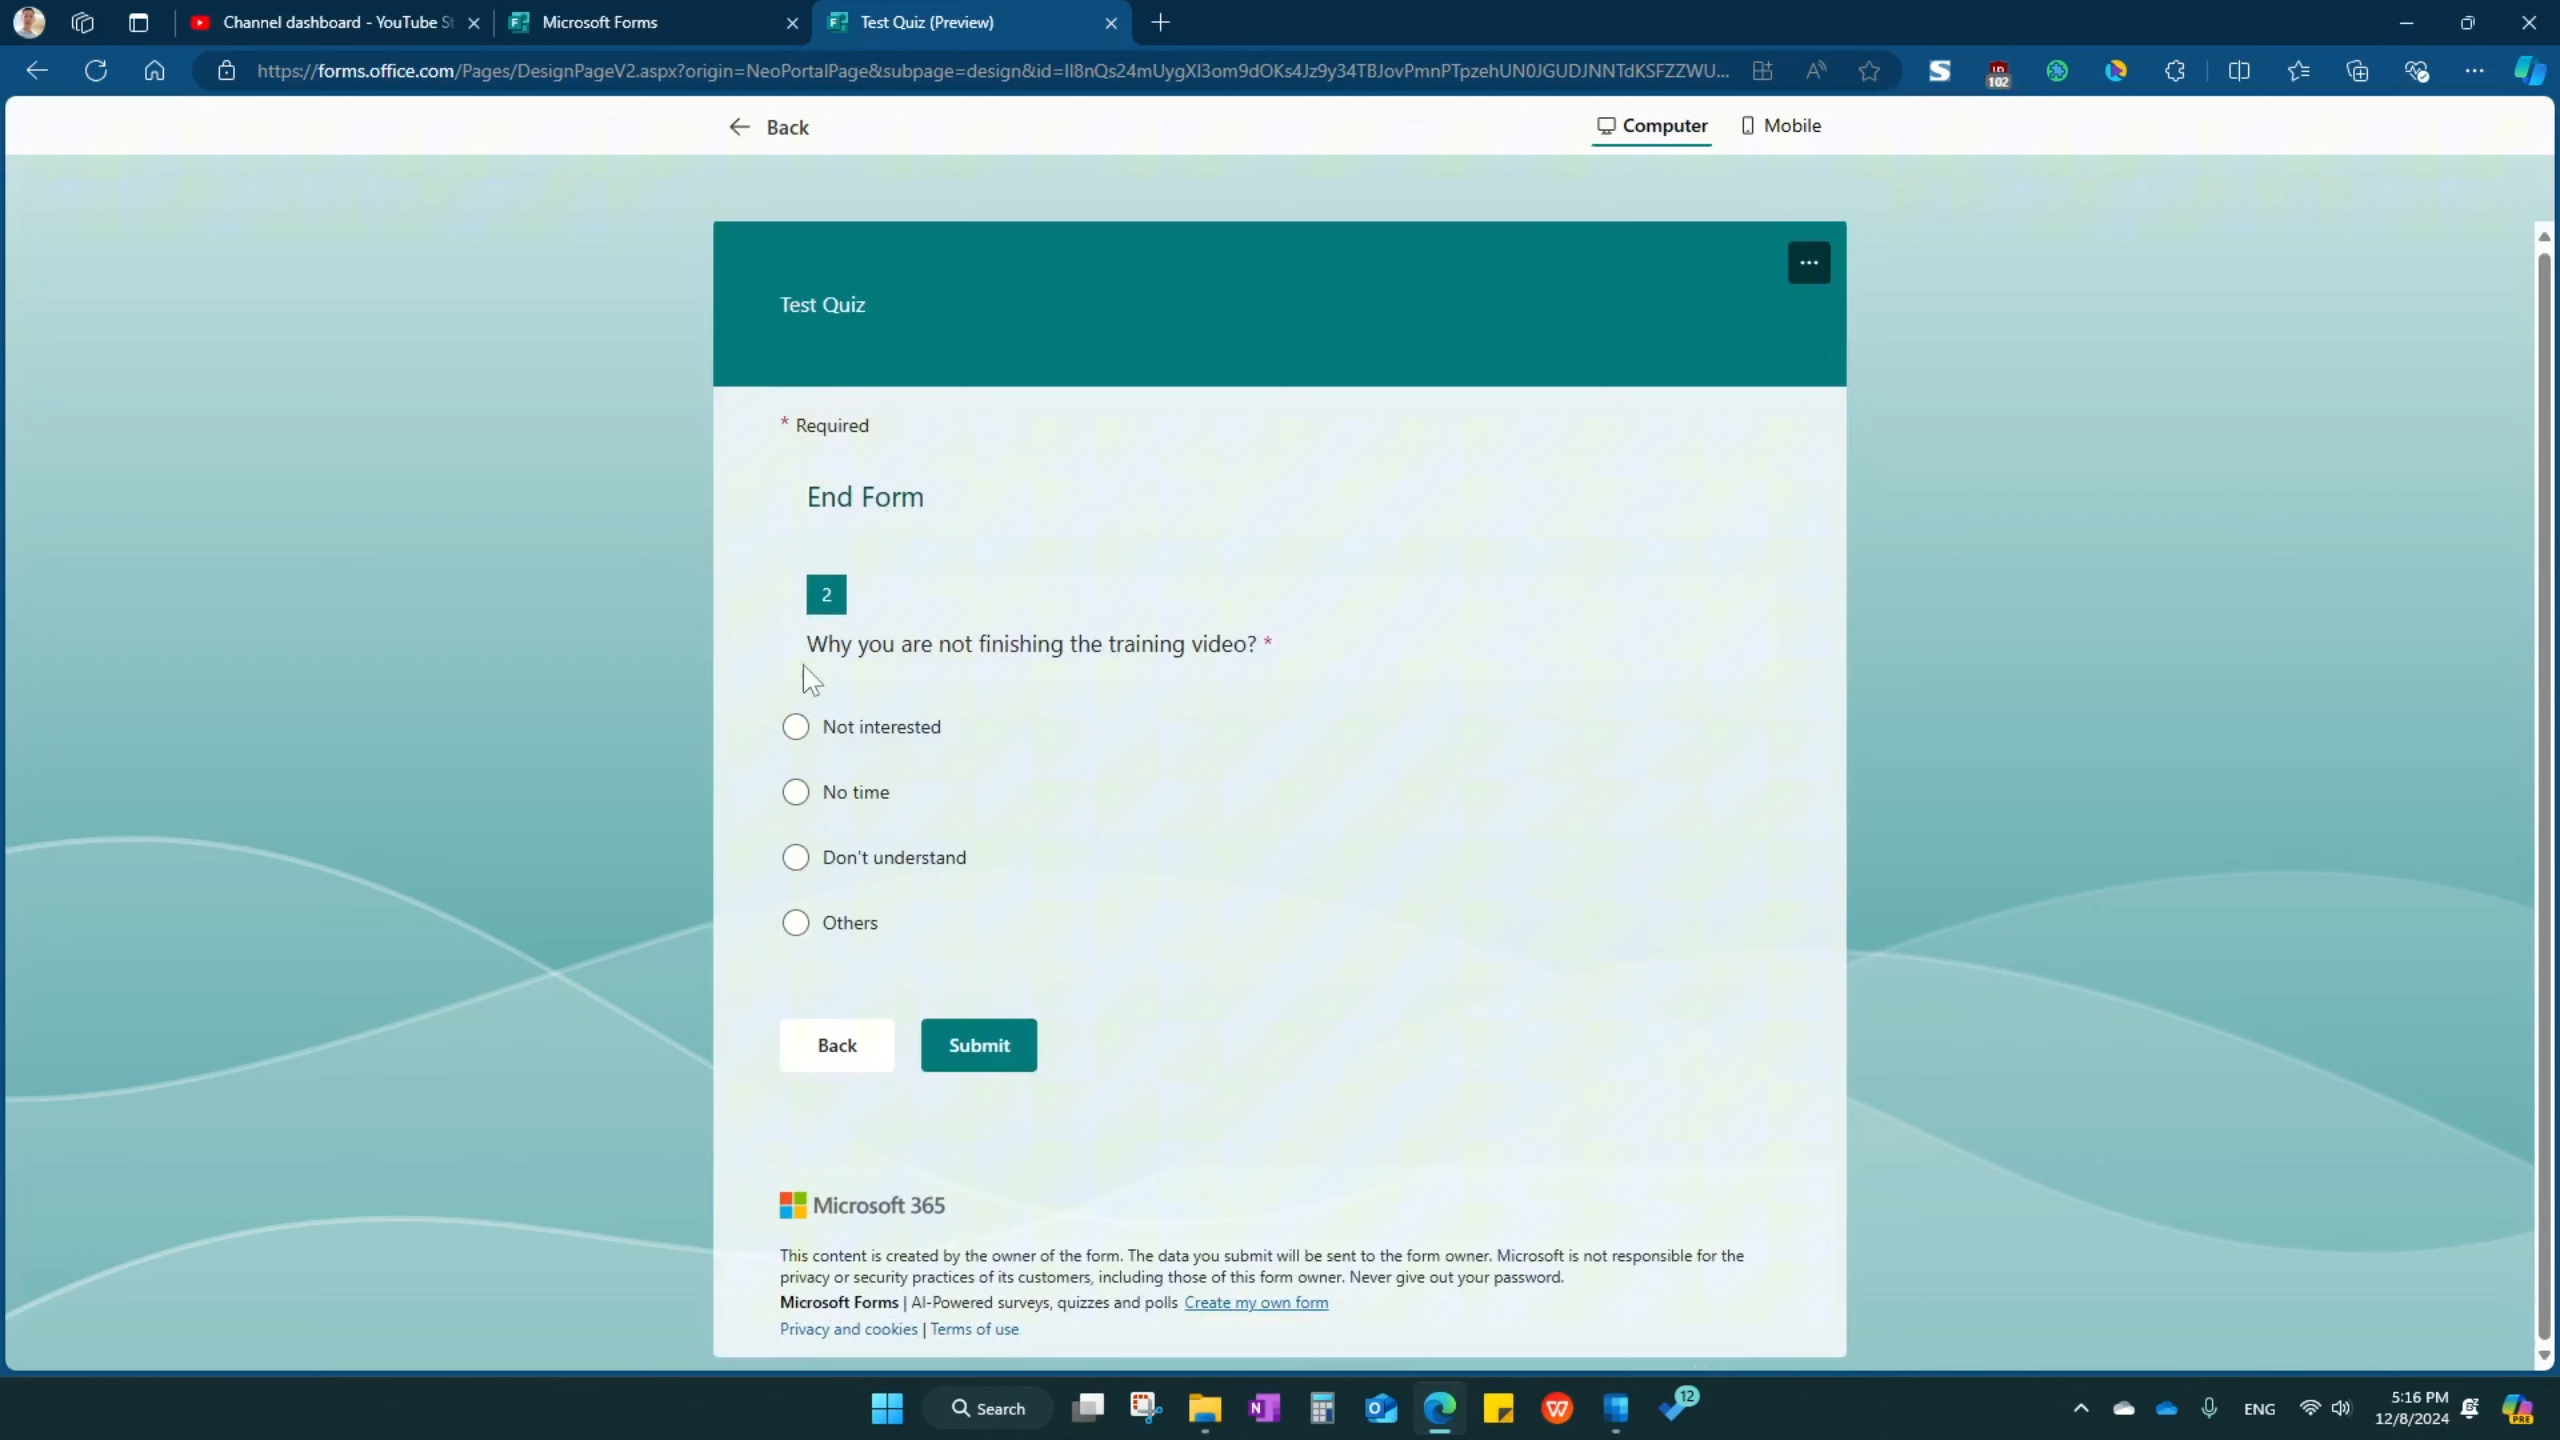 Channel dashboard - YouTube St
Microsoft Forms
Test Quiz (Preview)
https://forms.office.com/Pages/DesignPageV2.aspx?origin=NeoPortalPage&subpage=design&id=
102
Back
Computer
Mobile
Test Quiz
* Required
End Form
2
Why you are not finishing the training video? *
Not interested
No time
Don't understand
Others
Back
Submit
Microsoft 365
This content is created by the owner of the form. The data you submit will be sent to the form owner. Microsoft is not responsible for the
privacy or security practices of its customers, including those of this form owner. Never give out your password.
Microsoft Forms | AI-Powered surveys, quizzes and polls Create my own form
Privacy and cookies | Terms of use
Search
12
ENG
5:16 PM
12/8/2024
PRE